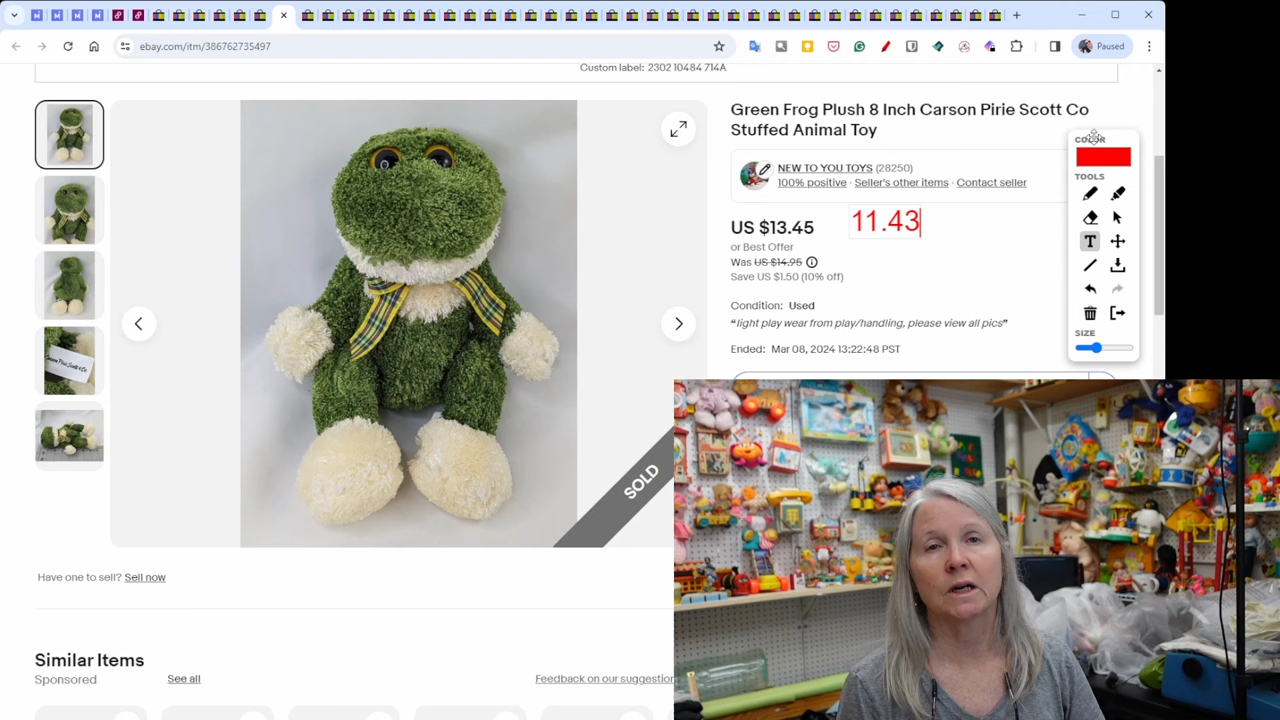 ebay.com/itm/386762735497
Paused
Custom label: 2302 10484 714A
Green Frog Plush 8 Inch Carson Pirie Scott Co
Stuffed Animal Toy
NEW TO YOU TOYS (28250)
100% positive · Seller's other items · Contact seller
US $13.45
11.43
or Best Offer
Was US $14.95
Save US $1.50 (10% off)
Condition: Used
“light play wear from play/handling, please view all pics”
Ended: Mar 08, 2024 13:22:48 PST
COLOR
TOOLS
T
SIZE
SOLD
Have one to sell? Sell now
Similar Items
Sponsored
See all
Feedback on our suggestion